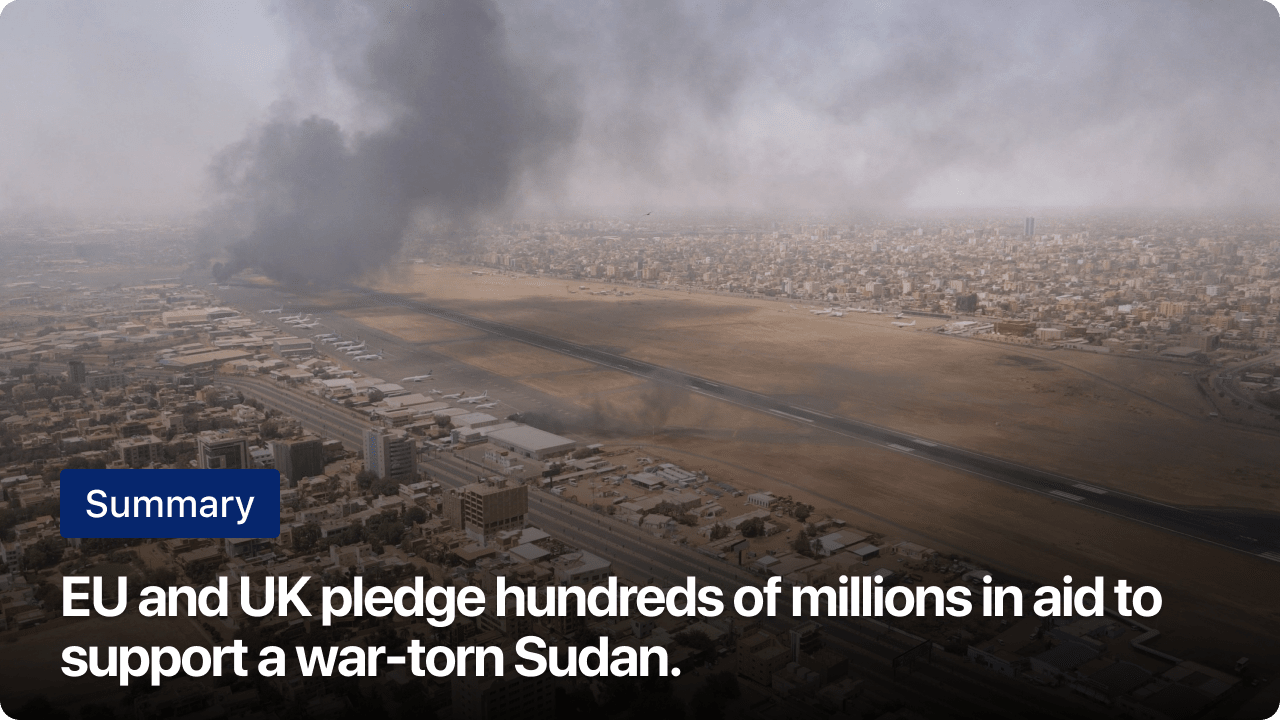 Summary
EU and UK pledge hundreds of millions in aid to
support a war-torn Sudan.